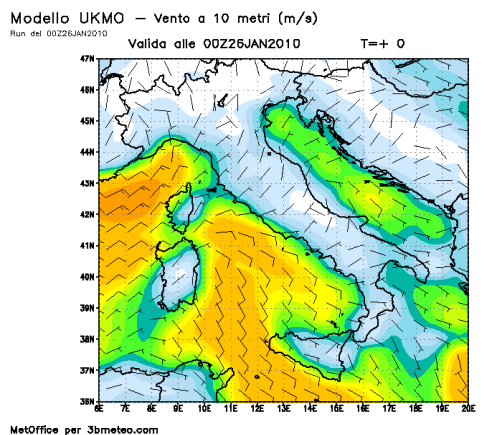 Modello UKMO – Vento a 10 metri (m/s)
Run del 00Z26JAN2010
Valida alle 00Z26JAN2010 T=+ 0
47N
46N
45N
44N
43N
42N
41N
40N
39N
38N
37N
36N
6E 7E 8E 9E 10E 11E 12E 13E 14E 15E 16E 17E 18E 19E 20E
MetOffice per 3bmeteo.com